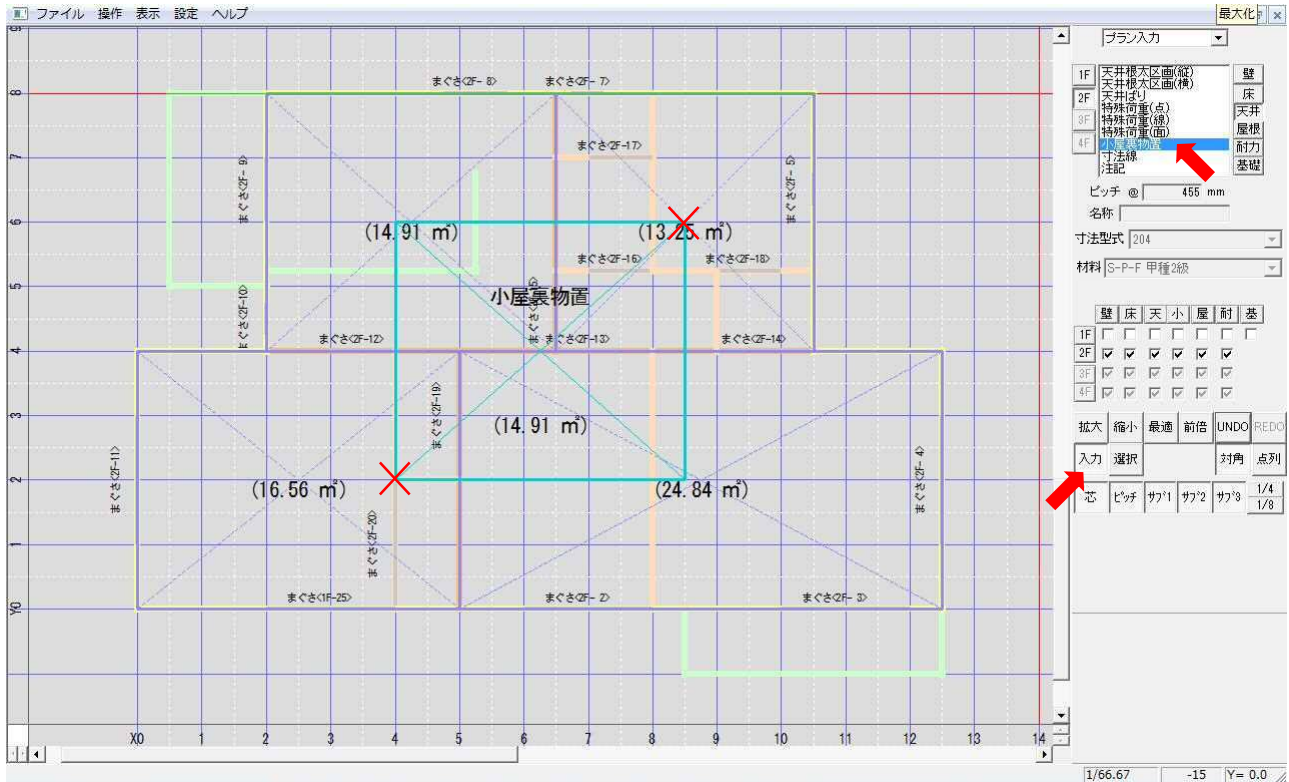 ファイル 操作 表示 設定 ヘルプ
最大化
プラン入力
1F
2F
3F
4F
天井根太区画(縦)
天井根太区画(横)
天井ばり
特殊荷重(点)
特殊荷重(線)
特殊荷重(面)
小屋裏物置
寸法線
注記
壁
床
天井
屋根
耐力
基礎
ピッチ @ 455 mm
名称
寸法型式 204
材料 S-P-F 甲種2級
壁 床 天 小 屋 耐 基
1F
2F
3F
4F
拡大 縮小 最適 前倍 UNDO REDO
入力 選択 対角 点列
芯 ピッチ サブ1 サブ2 サブ3 1/4
1/8
まぐさ<2F- 8> まぐさ<2F- 7>
8
まぐさ<2F-17>
7
まぐさ<2F- 9>
まぐさ<2F- 5>
6
(14.91 ㎡) (13.25 ㎡)
まぐさ<2F-16> まぐさ<2F-18>
5
小屋裏物置
まぐさ<2F-10>
まぐさ<2F-12> まぐさ<2F-13> まぐさ<2F-14>
4
まぐさ<2F-19>
3
(14.91 ㎡)
まぐさ<2F-11>
まぐさ<2F- 4>
2
(16.56 ㎡) (24.84 ㎡)
まぐさ<2F-20>
1
まぐさ<1F-25> まぐさ<2F- 2> まぐさ<2F- 3>
Y0
X0 1 2 3 4 5 6 7 8 9 10 11 12 13 14
1/66.67 -15 Y= 0.0